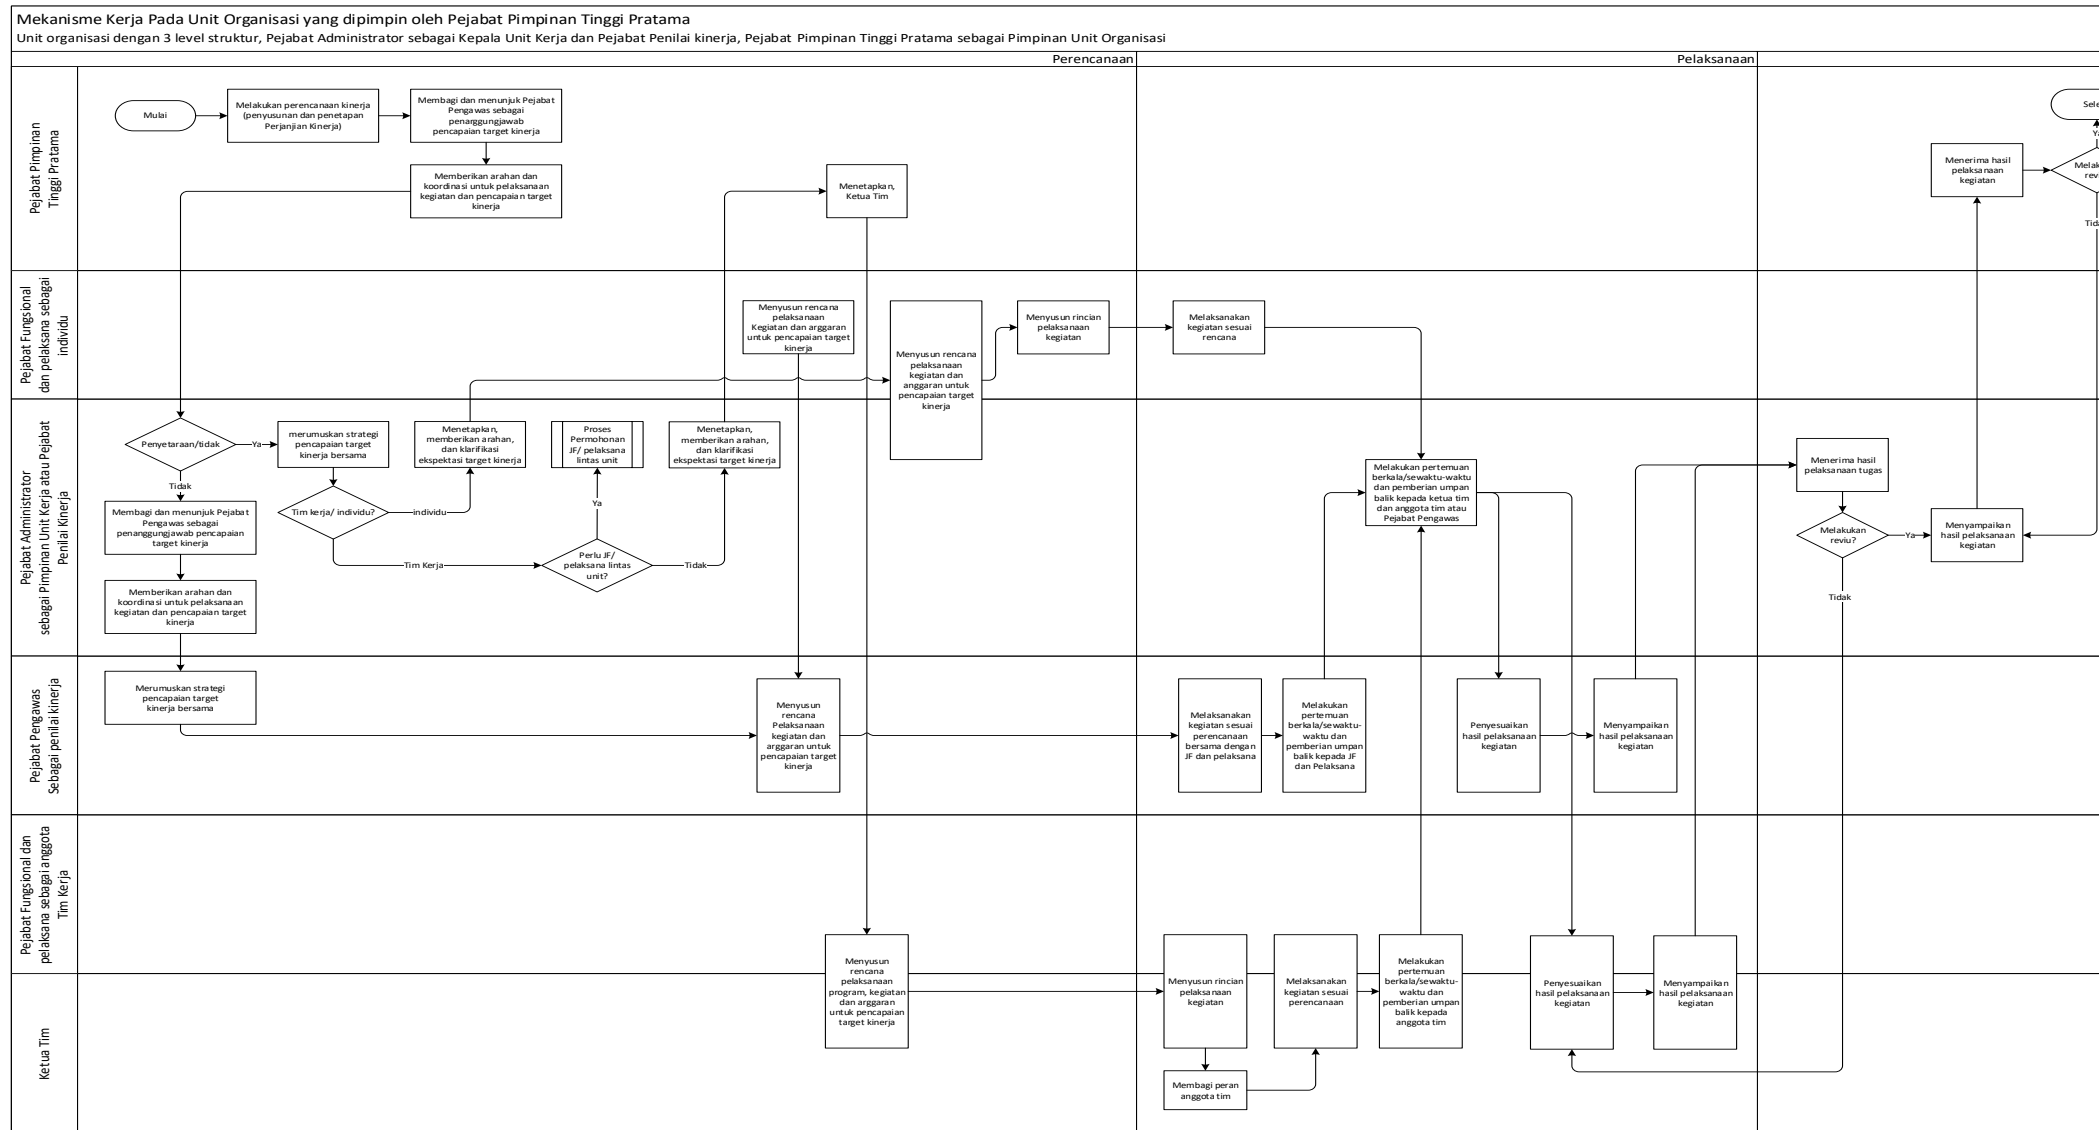 Mekanisme Kerja Pada Unit Organisasi yang dipimpin oleh Pejabat Pimpinan Tinggi Pratama
Unit organisasi dengan 3 level struktur, Pejabat Administrator sebagai Kepala Unit Kerja dan Pejabat Penilai kinerja, Pejabat Pimpinan Tinggi Pratama sebagai Pimpinan Unit Organisasi
Perencanaan
Pelaksanaan
Pejabat Pimpinan
Tinggi Pratama
Mulai
Melakukan perencanaan kinerja
(penyusunan dan penetapan
Perjanjian Kinerja)
Membagi dan menunjuk Pejabat
Pengawas sebagai
penarggungjawab
pencapaian target kinerja
Memberikan arahan dan
koordinasi untuk pelaksanaan
kegiatan dan pencapaian target
kinerja
Menetapkan,
Ketua Tim
Menerima hasil
pelaksanaan
kegiatan
Sele
Y
Melak
rev
Tid
Pejabat Fungsional
dan pelaksana sebagai
individu
Menyusun rencana
pelaksanaan
Kegiatan dan arggaran
untuk pencapaian target
kinerja
Menyusun rencana
pelaksanaan
kegiatan dan
anggaran untuk
pencapaian target
kinerja
Menyusun rincian
pelaksanaan
kegiatan
Melaksanakan
kegiatan sesuai
rencana
Pejabat Administrator
sebagai Pimpinan Unit Kerja atau Pejabat
Penilai Kinerja
Penyetaraan/tidak
Ya
Tidak
merumuskan strategi
pencapaian target
kinerja bersama
Tim kerja/ individu?
individu
Tim Kerja
Menetapkan,
memberikan arahan,
dan klarifikasi
ekspektasi target kinerja
Proses
Permohonan
JF/ pelaksana
lintas unit
Ya
Perlu JF/
pelaksana lintas
unit?
Tidak
Menetapkan,
memberikan arahan,
dan klarifikasi
ekspektasi target kinerja
Membagi dan menunjuk Pejabat
Pengawas sebagai
penanggungjawab pencapaian
target kinerja
Memberikan arahan dan
koordinasi untuk pelaksanaan
kegiatan dan pencapaian target
kinerja
Melakukan pertemuan
berkala/sewaktu-waktu
dan pemberian umpan
balik kepada ketua tim
dan anggota tim atau
Pejabat Pengawas
Menerima hasil
pelaksanaan tugas
Melakukan
reviu?
Ya
Tidak
Menyampaikan
hasil pelaksanaan
kegiatan
Pejabat Pengawas
Sebagai penilai kinerja
Merumuskan strategi
pencapaian target
kinerja bersama
Menyusun
rencana
Pelaksanaan
kegiatan dan
arggaran untuk
pencapaian target
kinerja
Melaksanakan
kegiatan sesuai
perencanaan
bersama dengan
JF dan pelaksana
Melakukan
pertemuan
berkala/sewaktu-
waktu dan
pemberian umpan
balik kepada JF
dan Pelaksana
Penyesuaikan
hasil pelaksanaan
kegiatan
Menyampaikan
hasil pelaksanaan
kegiatan
Pejabat Fungsional dan
pelaksana sebagai anggota
Tim Kerja
Ketua Tim
Menyusun
rencana
pelaksanaan
program, kegiatan
dan arggaran
untuk pencapaian
target kinerja
Menyusun rincian
pelaksanaan
kegiatan
Membagi peran
anggota tim
Melaksanakan
kegiatan sesuai
perencanaan
Melakukan
pertemuan
berkala/sewaktu-
waktu dan
pemberian umpan
balik kepada
anggota tim
Penyesuaikan
hasil pelaksanaan
kegiatan
Menyampaikan
hasil pelaksanaan
kegiatan